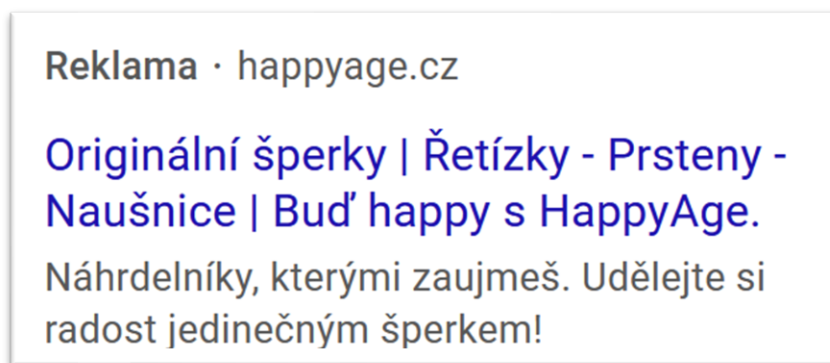 Reklama · happyage.cz
Originální šperky | Řetízky - Prsteny -
Naušnice | Buď happy s HappyAge.
Náhrdelníky, kterými zaujmeš. Udělejte si
radost jedinečným šperkem!